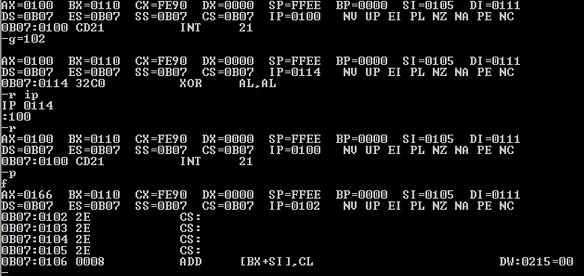 AX=0100 BX=0110 CX=FE90 DX=0000 SP=FFEE BP=0000 SI=0105 DI=0111
DS=0B07 ES=0B07 SS=0B07 CS=0B07 IP=0100 NV UP EI PL NZ NA PE NC
0B07:0100 CD21 INT 21
-g=102
AX=0100 BX=0110 CX=FE90 DX=0000 SP=FFEE BP=0000 SI=0105 DI=0111
DS=0B07 ES=0B07 SS=0B07 CS=0B07 IP=0114 NV UP EI PL NZ NA PE NC
0B07:0114 32C0 XOR AL,AL
-r ip
IP 0114
:100
-r
AX=0100 BX=0110 CX=FE90 DX=0000 SP=FFEE BP=0000 SI=0105 DI=0111
DS=0B07 ES=0B07 SS=0B07 CS=0B07 IP=0100 NV UP EI PL NZ NA PE NC
0B07:0100 CD21 INT 21
-p
f
AX=0166 BX=0110 CX=FE90 DX=0000 SP=FFEE BP=0000 SI=0105 DI=0111
DS=0B07 ES=0B07 SS=0B07 CS=0B07 IP=0102 NV UP EI PL NZ NA PE NC
0B07:0102 2E CS:
0B07:0103 2E CS:
0B07:0104 2E CS:
0B07:0105 2E CS:
0B07:0106 0008 ADD [BX+SI],CL DW:0215=00
-